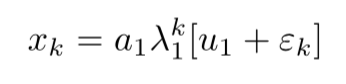 $x_k = a_1 \lambda_1^k [u_1 + \varepsilon_k]$